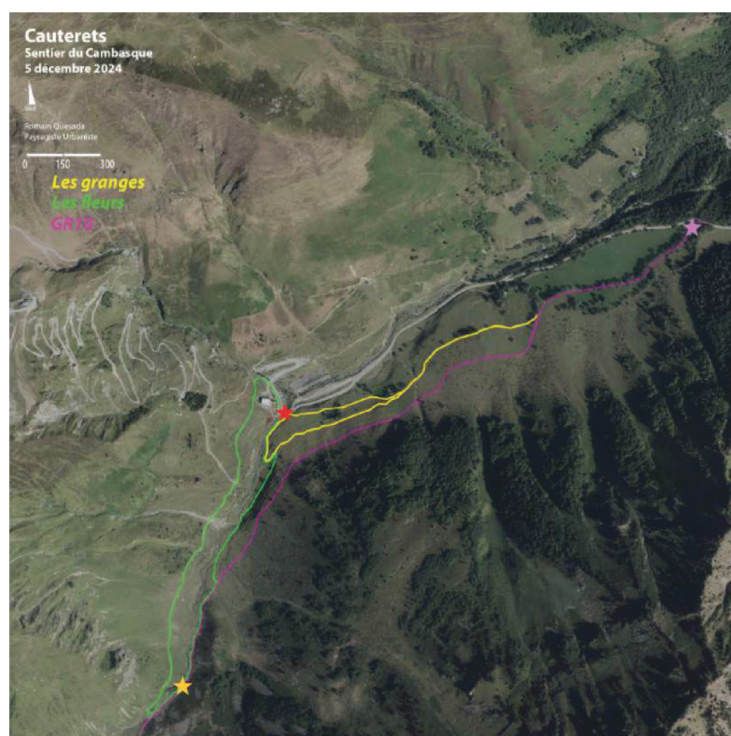 Cauterets
Sentier du Cambasque
5 décembre 2024
Romain Quesada
Paysagiste Urbaniste
0 150 300
Les granges
Les fleurs
GR10